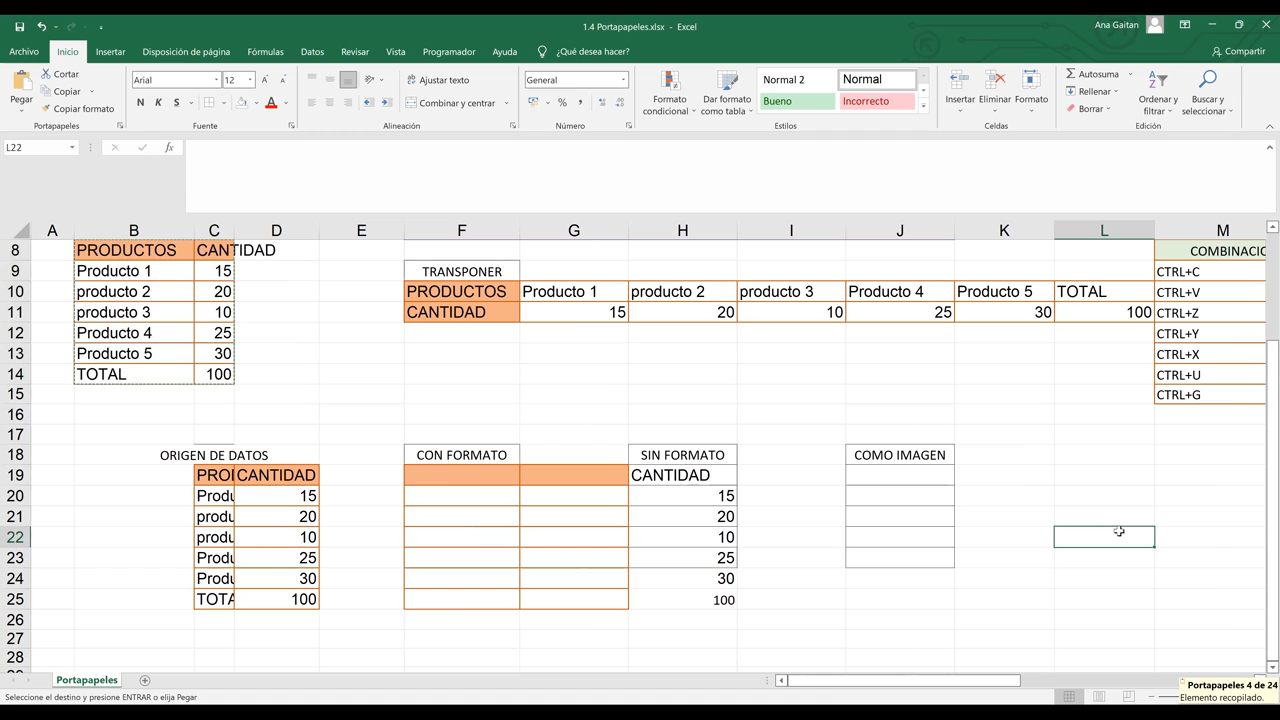 1.4 Portapapeles.xlsx - Excel
Ana Gaitan
Archivo Inicio Insertar Disposición de página Fórmulas Datos Revisar Vista Programador Ayuda ¿Qué desea hacer? Compartir
Pegar
Cortar
Copiar
Copiar formato
Arial 12
N K S
Ajustar texto
Combinar y centrar
General
% 
Formato condicional
Dar formato como tabla
Normal 2 Normal
Bueno Incorrecto
Insertar Eliminar Formato
Autosuma
Rellenar
Borrar
Ordenar y filtrar
Buscar y seleccionar
Portapapeles Fuente Alineación Número Estilos Celdas Edición
L22 fx
A B C D E F G H I J K L M
8 PRODUCTOS CANTIDAD COMBINACIO
9 Producto 1 15 TRANSPONER CTRL+C
10 producto 2 20 PRODUCTOS Producto 1 producto 2 producto 3 Producto 4 Producto 5 TOTAL CTRL+V
11 producto 3 10 CANTIDAD 15 20 10 25 30 100 CTRL+Z
12 Producto 4 25 CTRL+Y
13 Producto 5 30 CTRL+X
14 TOTAL 100 CTRL+U
15 CTRL+G
16
17
18 ORIGEN DE DATOS CON FORMATO SIN FORMATO COMO IMAGEN
19 PRO CANTIDAD CANTIDAD
20 Produ 15 15
21 produ 20 20
22 produ 10 10
23 Produ 25 25
24 Produ 30 30
25 TOTA 100 100
26
27
28
Portapapeles
Seleccione el destino y presione ENTRAR o elija Pegar
Portapapeles 4 de 24
Elemento recopilado.